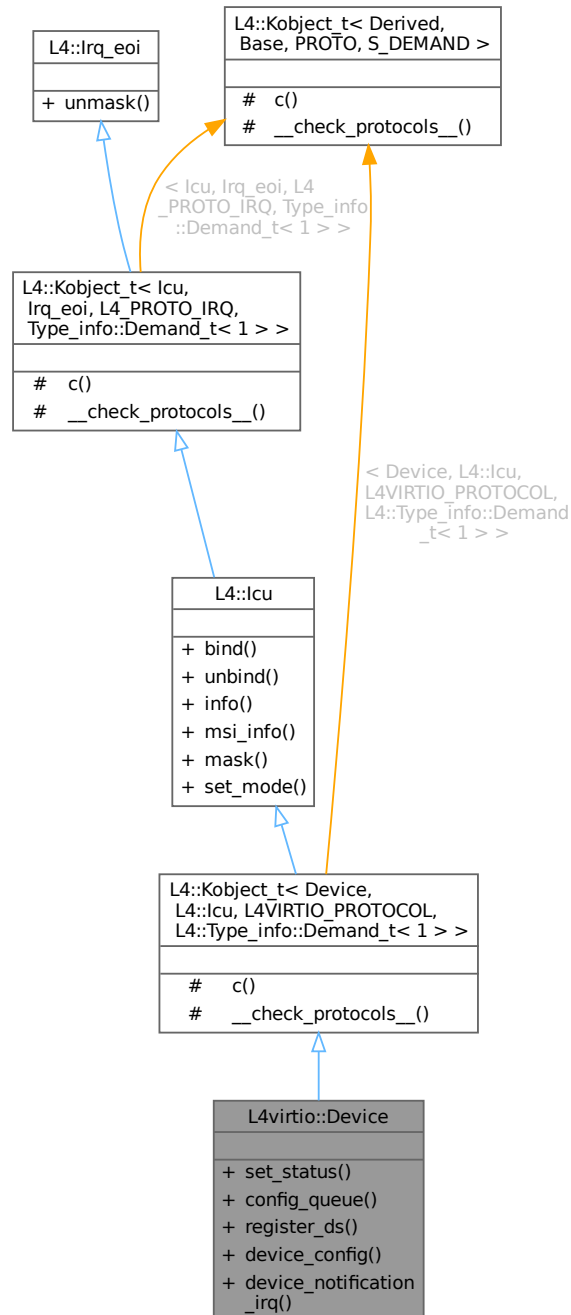 L4::Irq_eoi
+ unmask()
L4::Kobject_t< Derived,
Base, PROTO, S_DEMAND >
# c()
# __check_protocols__()
< Icu, Irq_eoi, L4
_PROTO_IRQ, Type_info
::Demand_t< 1 > >
L4::Kobject_t< Icu,
Irq_eoi, L4_PROTO_IRQ,
Type_info::Demand_t< 1 > >
# c()
# __check_protocols__()
< Device, L4::Icu,
L4VIRTIO_PROTOCOL,
L4::Type_info::Demand
_t< 1 > >
L4::Icu
+ bind()
+ unbind()
+ info()
+ msi_info()
+ mask()
+ set_mode()
L4::Kobject_t< Device,
L4::Icu, L4VIRTIO_PROTOCOL,
L4::Type_info::Demand_t< 1 > >
# c()
# __check_protocols__()
L4virtio::Device
+ set_status()
+ config_queue()
+ register_ds()
+ device_config()
+ device_notification
_irq()